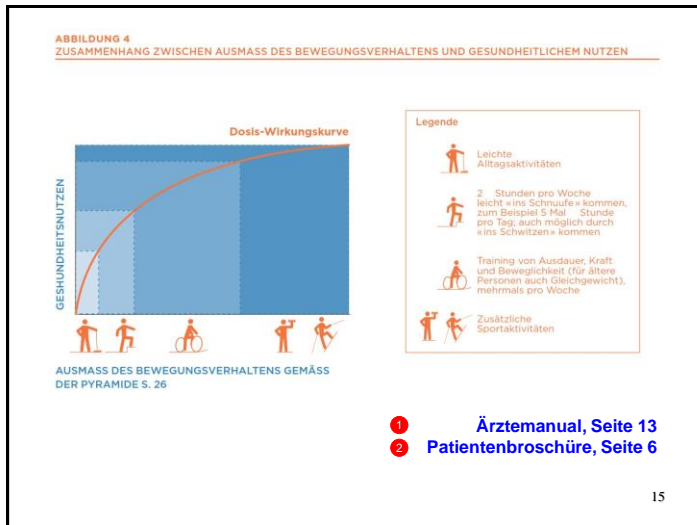 ABBILDUNG 4
ZUSAMMENHANG ZWISCHEN AUSMASS DES BEWEGUNGSVERHALTENS UND GESUNDHEITLICHEM NUTZEN
Dosis-Wirkungskurve
GESHUNDHEITSNUTZEN
AUSMASS DES BEWEGUNGSVERHALTENS GEMÄSS
DER PYRAMIDE S. 26
Legende
Leichte
Alltagsaktivitäten
2 Stunden pro Woche
leicht «ins Schnuufe» kommen,
zum Beispiel 5 Mal Stunde
pro Tag; auch möglich durch
«ins Schwitzen» kommen
Training von Ausdauer, Kraft
und Beweglichkeit (für ältere
Personen auch Gleichgewicht),
mehrmals pro Woche
Zusätzliche
Sportaktivitäten
1 Ärztemanual, Seite 13
2 Patientenbroschüre, Seite 6
15